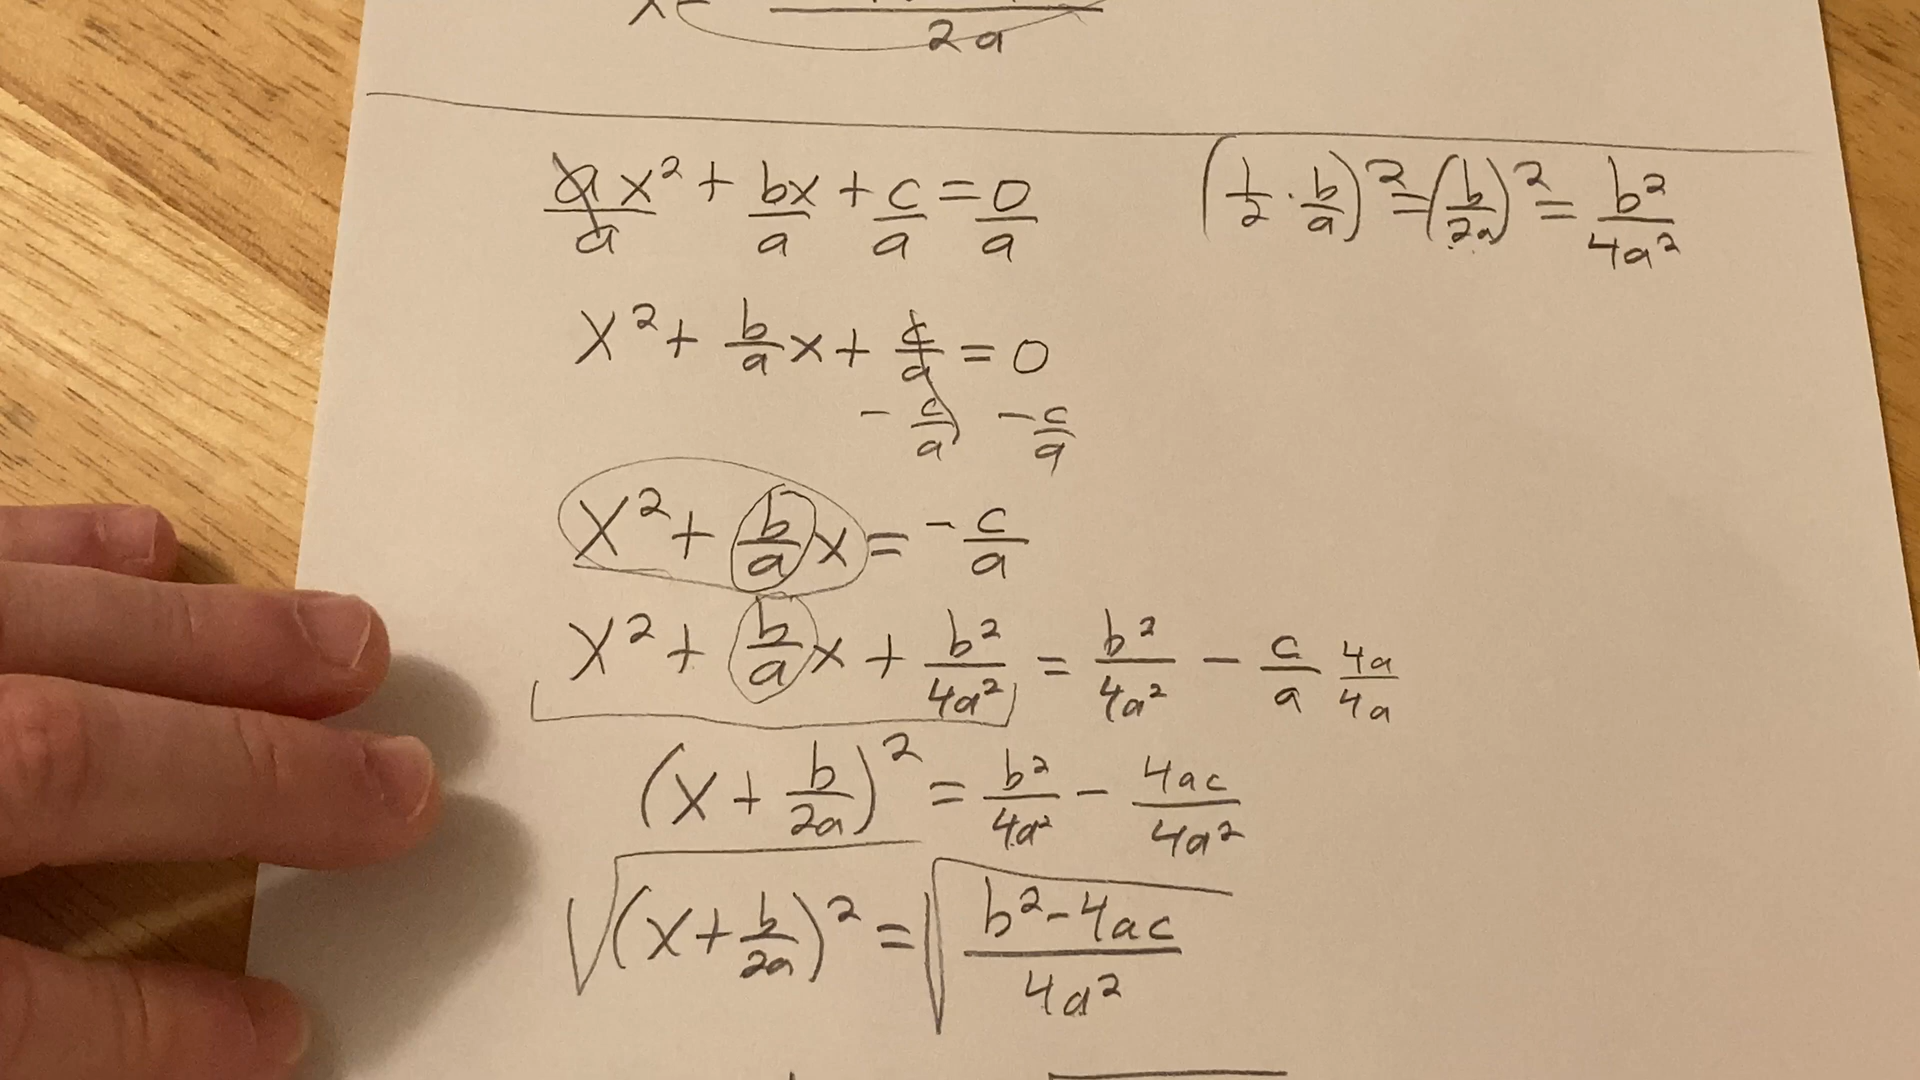 x = 2a
ax²/a + bx/a + c/a = 0/a
(1/2 · b/a)² = (b/2a)² = b²/4a²
x² + b/a x + c/a = 0
- c/a - c/a
x² + b/a x = - c/a
x² + b/a x + b²/4a² = b²/4a² - c/a 4a/4a
(x + b/2a)² = b²/4a² - 4ac/4a²
√(x + b/2a)² = √b²-4ac/4a²